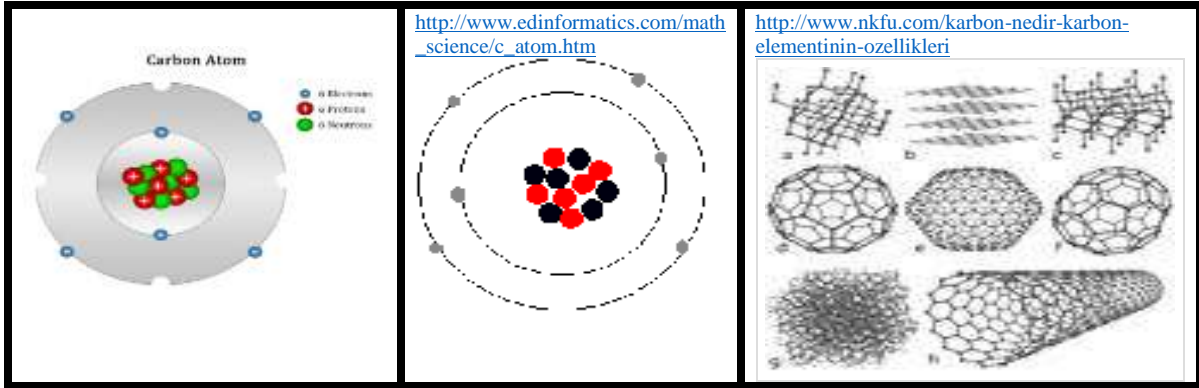 Carbon Atom
6 Electrons
6 Protons
6 Neutrons
http://www.edinformatics.com/math
_science/c_atom.htm
http://www.nkfu.com/karbon-nedir-karbon-
elementinin-ozellikleri
a
b
c
d
e
f
g
h